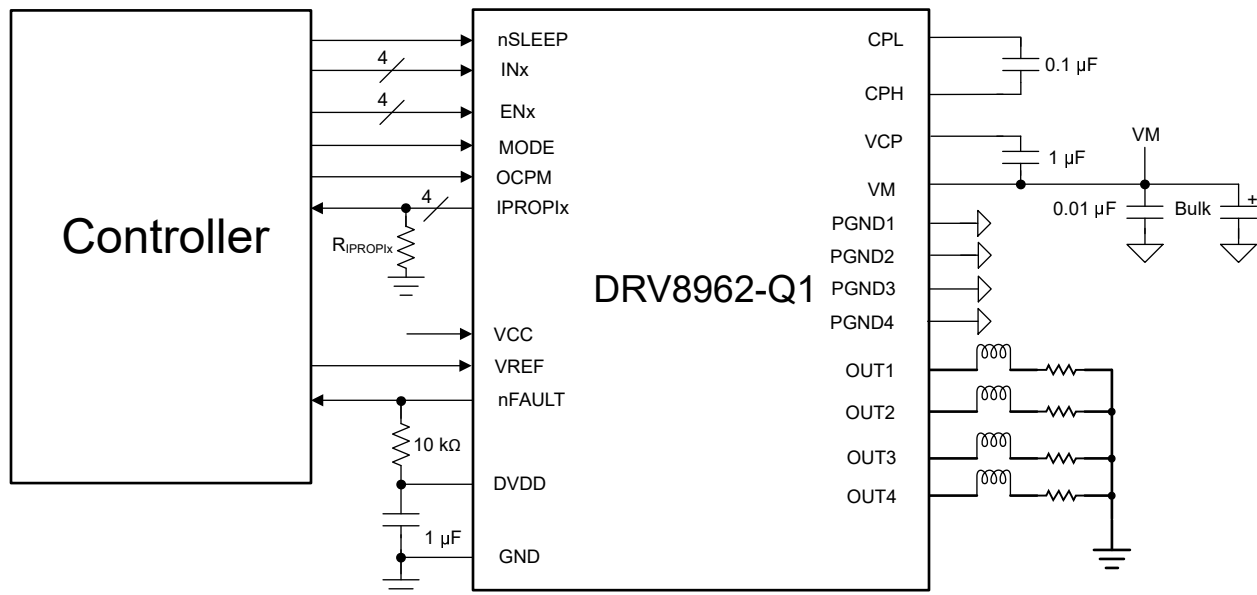 Controller
DRV8962-Q1
nSLEEP
4
INx
4
ENx
MODE
OCPM
4
IPROPIx
RIPROPIx
VCC
VREF
nFAULT
10 kΩ
DVDD
1 µF
GND
CPL
0.1 µF
CPH
VCP
1 µF
VM
VM
0.01 µF
Bulk
+
PGND1
PGND2
PGND3
PGND4
OUT1
OUT2
OUT3
OUT4